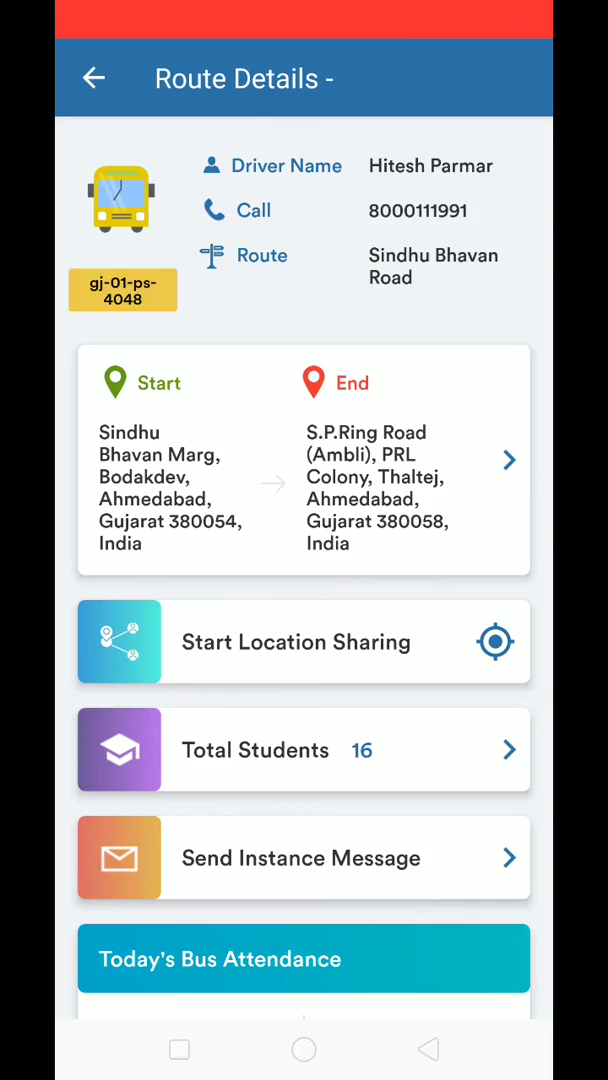 Route Details -
Driver Name Hitesh Parmar
Call 8000111991
Route Sindhu Bhavan
Road
gj-01-ps-
4048
Start
Sindhu
Bhavan Marg,
Bodakdev,
Ahmedabad,
Gujarat 380054,
India
End
S.P.Ring Road
(Ambli), PRL
Colony, Thaltej,
Ahmedabad,
Gujarat 380058,
India
Start Location Sharing
Total Students 16
Send Instance Message
Today's Bus Attendance